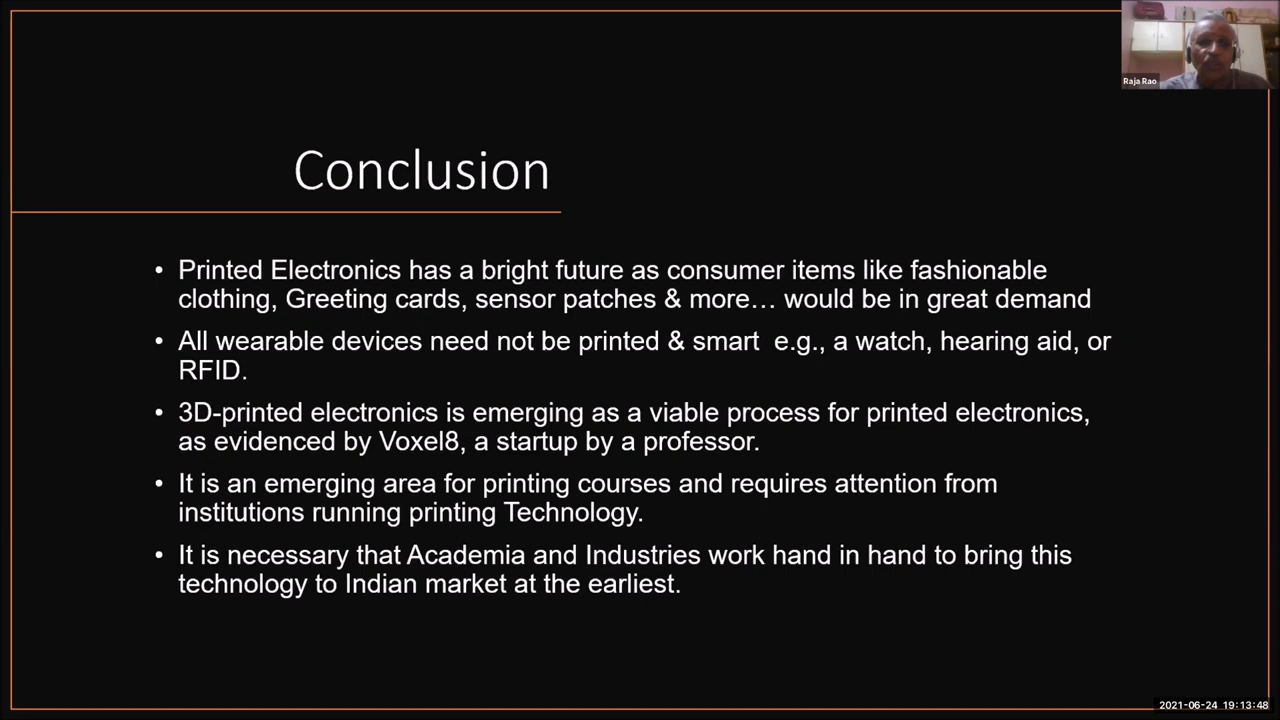 Raja Rao
Conclusion
• Printed Electronics has a bright future as consumer items like fashionable
clothing, Greeting cards, sensor patches & more… would be in great demand
• All wearable devices need not be printed & smart  e.g., a watch, hearing aid, or
RFID.
• 3D-printed electronics is emerging as a viable process for printed electronics,
as evidenced by Voxel8, a startup by a professor.
• It is an emerging area for printing courses and requires attention from
institutions running printing Technology.
• It is necessary that Academia and Industries work hand in hand to bring this
technology to Indian market at the earliest.
2021-06-24 19:13:48